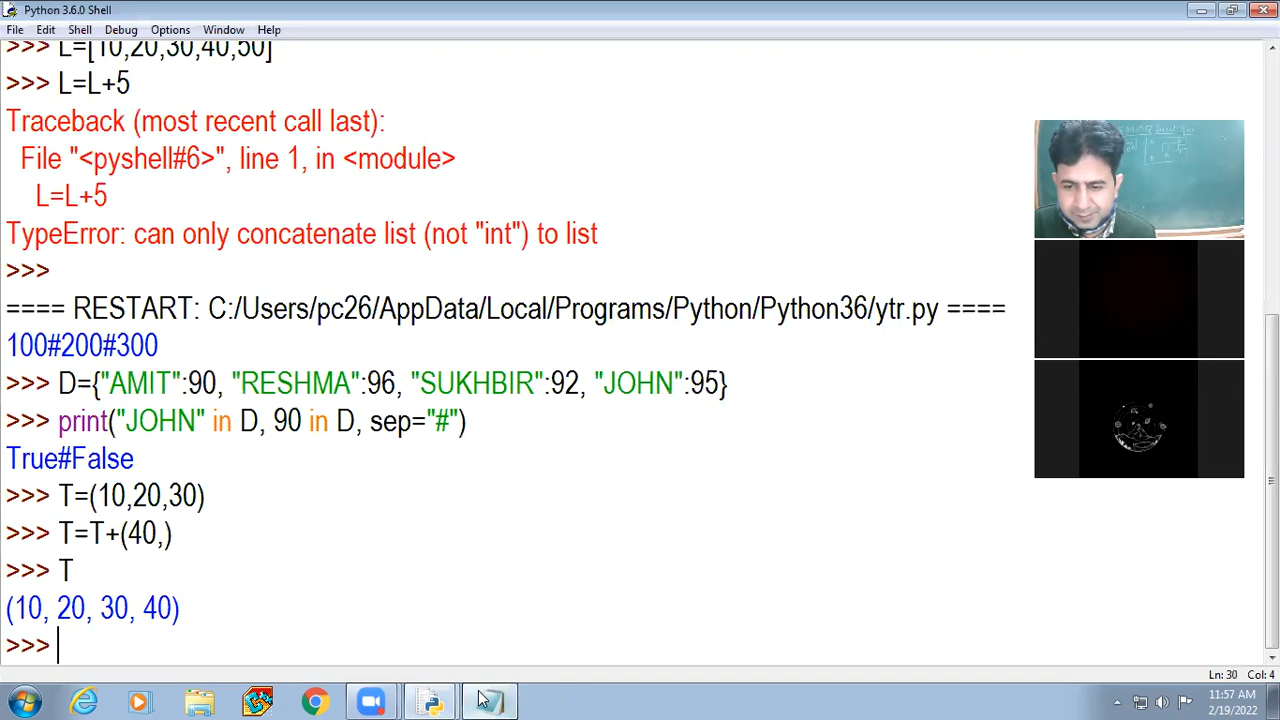 Python 3.6.0 Shell
File Edit Shell Debug Options Window Help
>>> L=[10,20,30,40,50]
>>> L=L+5
Traceback (most recent call last):
File "<pyshell#6>", line 1, in <module>
L=L+5
TypeError: can only concatenate list (not "int") to list
>>>
==== RESTART: C:/Users/pc26/AppData/Local/Programs/Python/Python36/ytr.py ====
100#200#300
>>> D={"AMIT":90, "RESHMA":96, "SUKHBIR":92, "JOHN":95}
>>> print("JOHN" in D, 90 in D, sep="#")
True#False
>>> T=(10,20,30)
>>> T=T+(40,)
>>> T
(10, 20, 30, 40)
>>>
Ln: 30 Col: 4
11:57 AM
2/19/2022